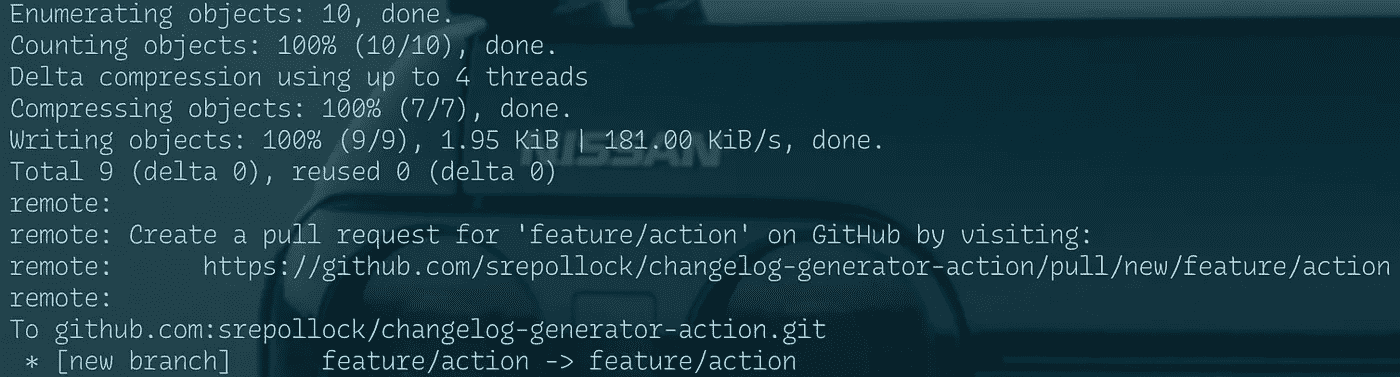 Enumerating objects: 10, done.
Counting objects: 100% (10/10), done.
Delta compression using up to 4 threads
Compressing objects: 100% (7/7), done.
Writing objects: 100% (9/9), 1.95 KiB | 181.00 KiB/s, done.
NISSAN
Total 9 (delta 0), reused 0 (delta 0)
remote:
remote: Create a pull request for 'feature/action' on GitHub by visiting:
remote:      https://github.com/srepollock/changelog-generator-action/pull/new/feature/action
remote:
To github.com:srepollock/changelog-generator-action.git
 * [new branch]      feature/action -> feature/action